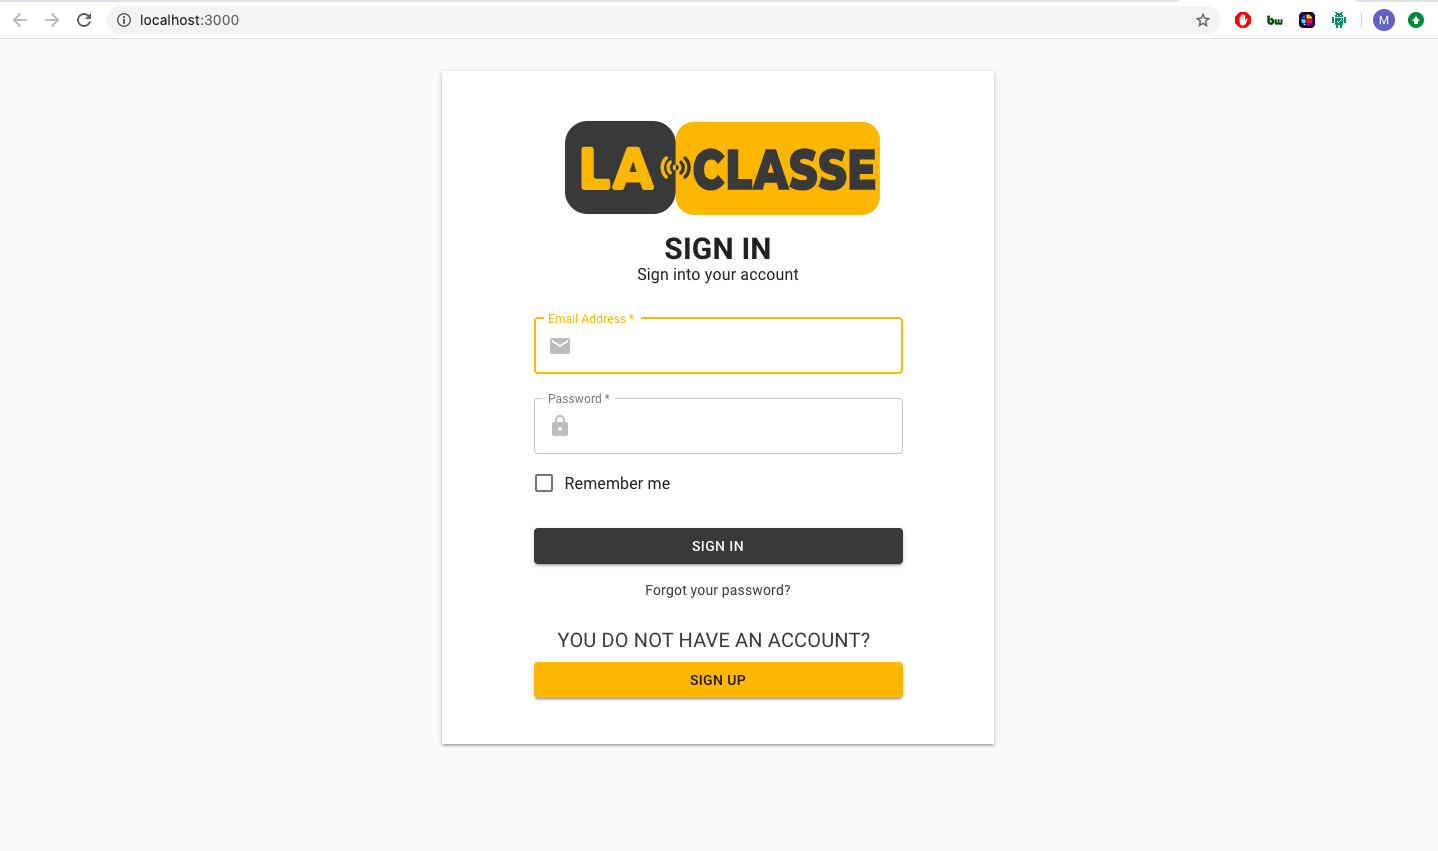 localhost:3000
bw
M
LA CLASSE
SIGN IN
Sign into your account
Email Address *
Password *
Remember me
SIGN IN
Forgot your password?
YOU DO NOT HAVE AN ACCOUNT?
SIGN UP